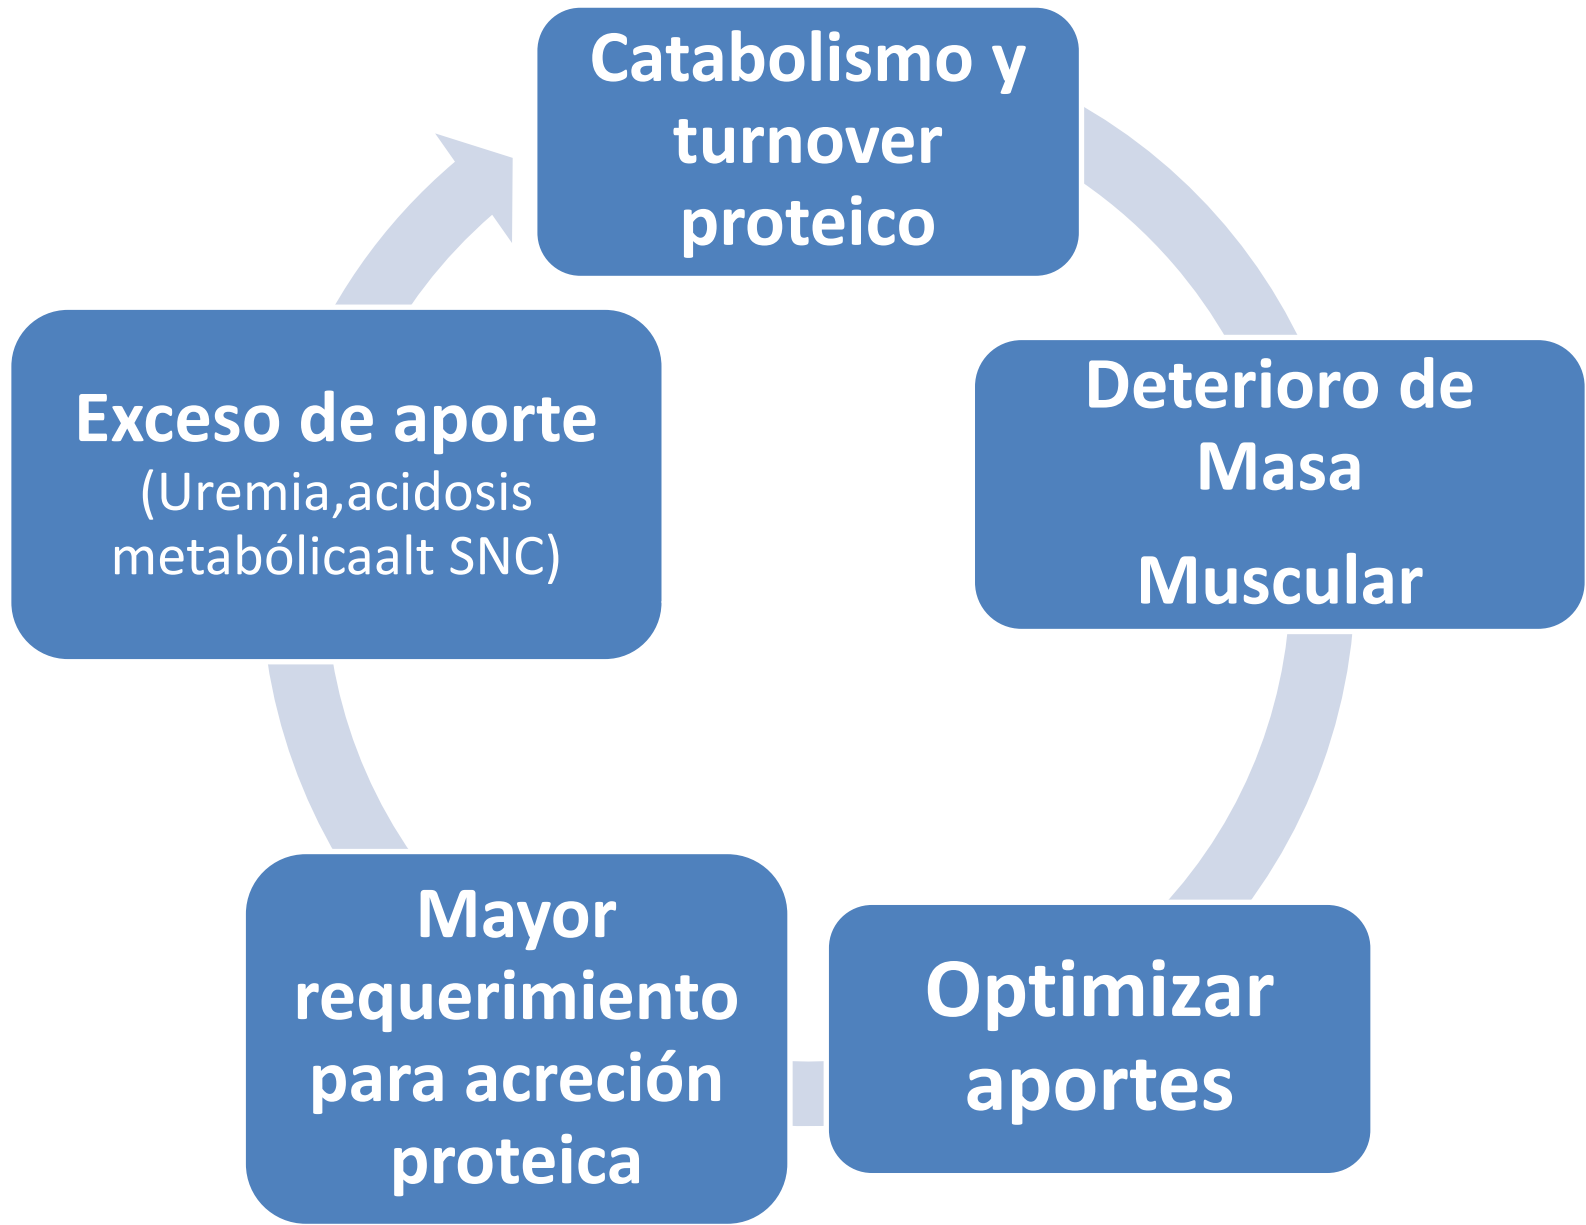 Catabolismo y
turnover
proteico
Deterioro de
Masa
Muscular
Optimizar
aportes
Mayor
requerimiento
para acreción
proteica
Exceso de aporte
(Uremia,acidosis
metabólicaalt SNC)